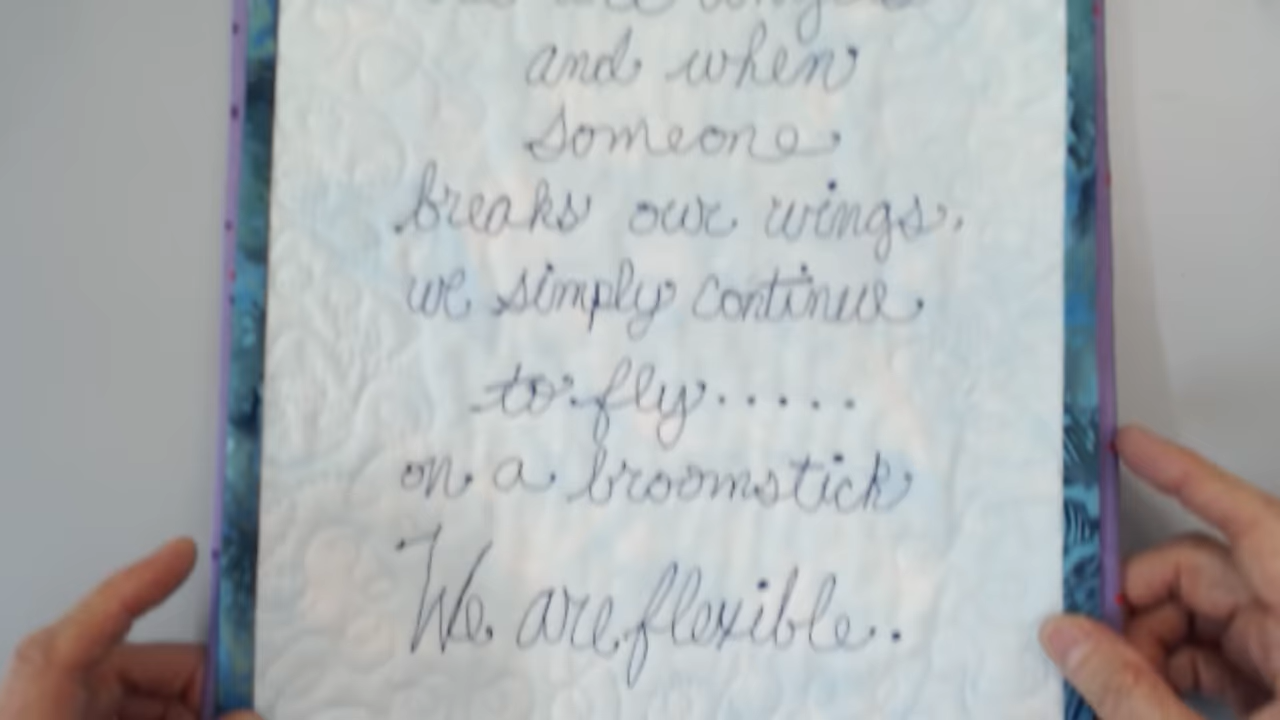 and when
someone
breaks our wings,
we simply continue
to fly.....
on a broomstick
We are flexible.